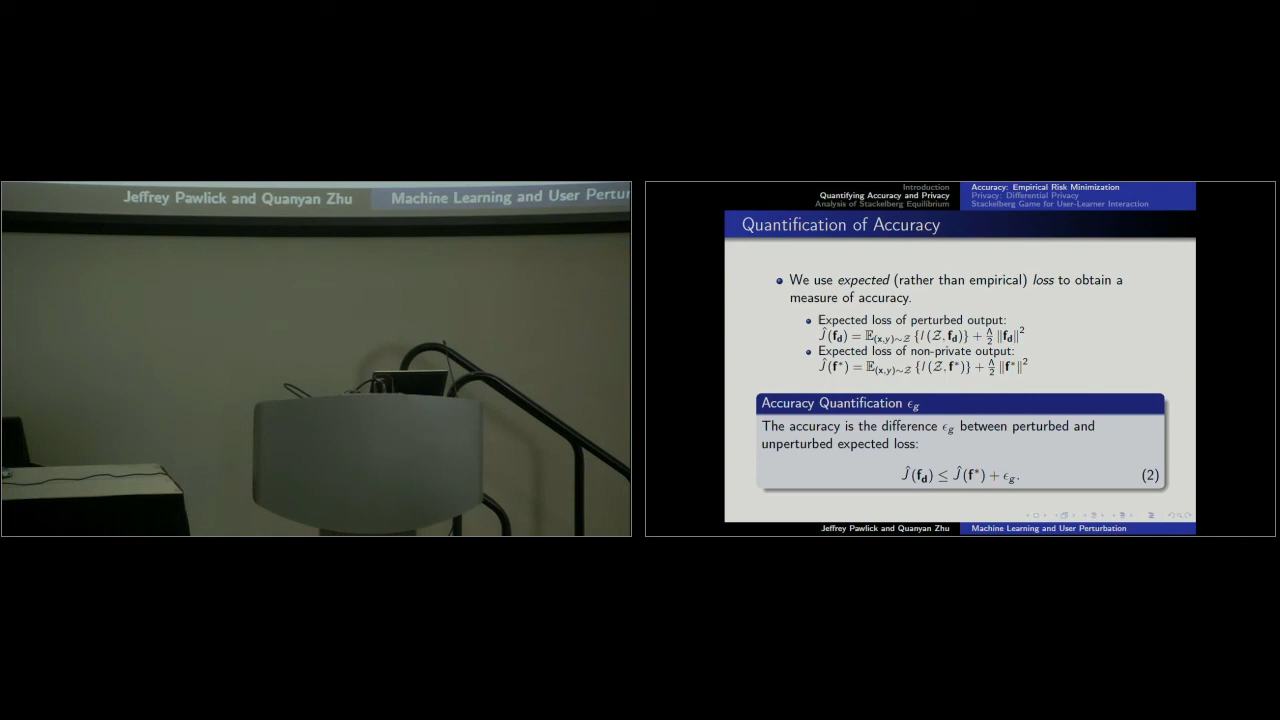 Jeffrey Pawlick and Quanyan Zhu
Machine Learning and User Pertur
Introduction
Quantifying Accuracy and Privacy
Analysis of Stackelberg Equilibrium
Accuracy: Empirical Risk Minimization
Privacy: Differential Privacy
Stackelberg Game for User-Learner Interaction
Quantification of Accuracy
We use expected (rather than empirical) loss to obtain a
measure of accuracy.
Expected loss of perturbed output:
Ĵ(f_d) = 𝔼_{(x,y)∼𝒵} {l(𝒵, f_d)} + Λ/2 ‖f_d‖²
Expected loss of non-private output:
Ĵ(f*) = 𝔼_{(x,y)∼𝒵} {l(𝒵, f*)} + Λ/2 ‖f*‖²
Accuracy Quantification ϵ_g
The accuracy is the difference ϵ_g between perturbed and
unperturbed expected loss:
Ĵ(f_d) ≤ Ĵ(f*) + ϵ_g. (2)
Jeffrey Pawlick and Quanyan Zhu
Machine Learning and User Perturbation